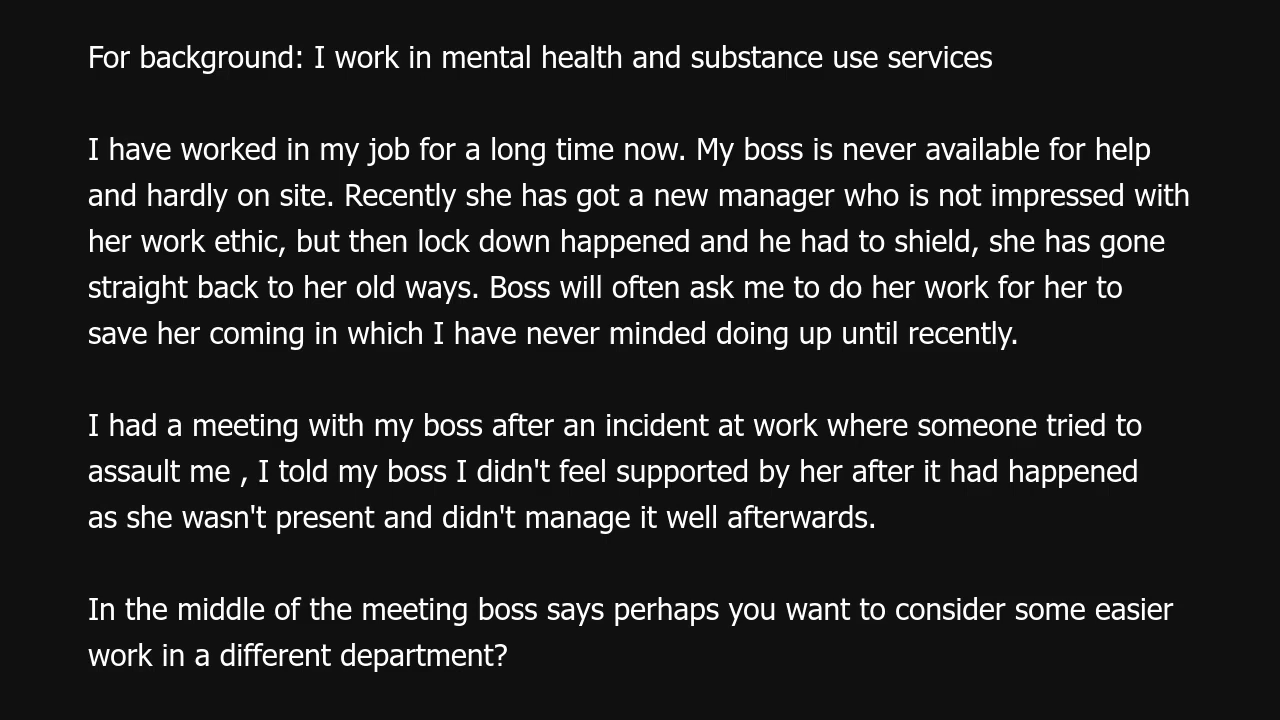 For background: I work in mental health and substance use services
I have worked in my job for a long time now. My boss is never available for help
and hardly on site. Recently she has got a new manager who is not impressed with
her work ethic, but then lock down happened and he had to shield, she has gone
straight back to her old ways. Boss will often ask me to do her work for her to
save her coming in which I have never minded doing up until recently.
I had a meeting with my boss after an incident at work where someone tried to
assault me , I told my boss I didn't feel supported by her after it had happened
as she wasn't present and didn't manage it well afterwards.
In the middle of the meeting boss says perhaps you want to consider some easier
work in a different department?